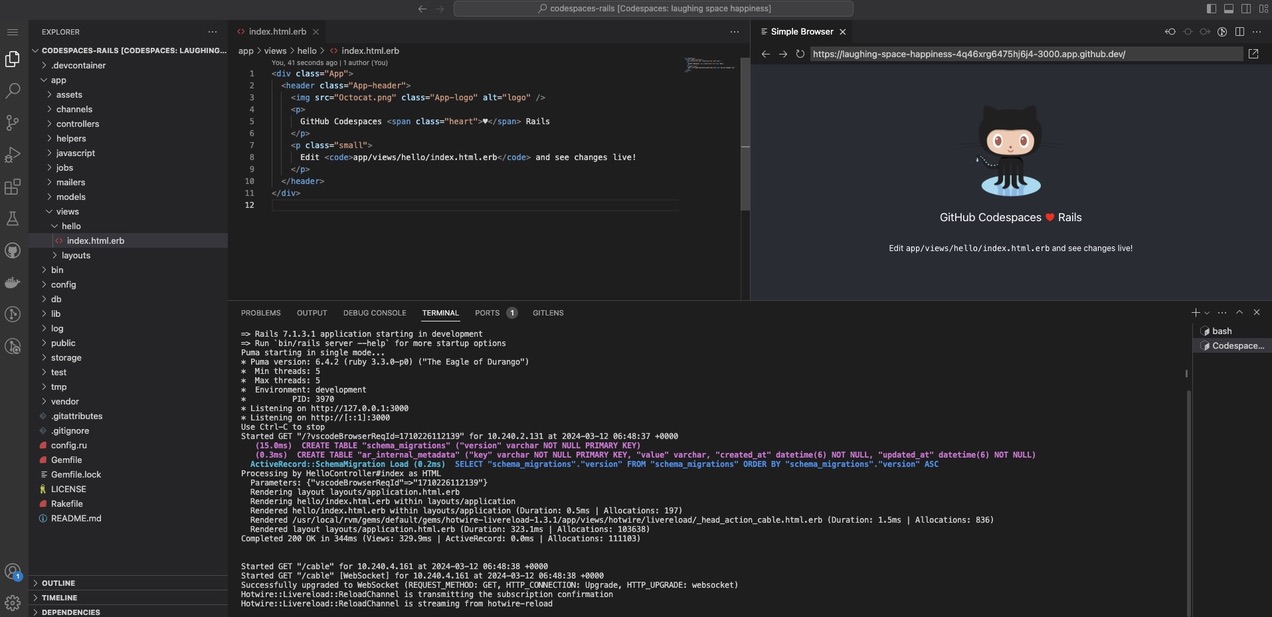 codespaces-rails [Codespaces: laughing space happiness]
EXPLORER
CODESPACES-RAILS [CODESPACES: LAUGHING...
.devcontainer
app
assets
channels
controllers
helpers
javascript
jobs
mailers
models
views
hello
index.html.erb
layouts
bin
config
db
lib
log
public
storage
test
tmp
vendor
.gitattributes
.gitignore
config.ru
Gemfile
Gemfile.lock
LICENSE
Rakefile
README.md
OUTLINE
TIMELINE
DEPENDENCIES
1
index.html.erb
app > views > hello > index.html.erb
You, 41 seconds ago | 1 author (You)
1 <div class="App">
2 <header class="App-header">
3 <img src="Octocat.png" class="App-logo" alt="logo" />
4 <p>
5 GitHub Codespaces <span class="heart">♥</span> Rails
6 </p>
7 <p class="small">
8 Edit <code>app/views/hello/index.html.erb</code> and see changes live!
9 </p>
10 </header>
11 </div>
12
Simple Browser
https://laughing-space-happiness-4q46xrg6475hj6j4-3000.app.github.dev/
GitHub Codespaces ♥ Rails
Edit app/views/hello/index.html.erb and see changes live!
PROBLEMS OUTPUT DEBUG CONSOLE TERMINAL PORTS 1 GITLENS
=> Rails 7.1.3.1 application starting in development
=> Run `bin/rails server --help` for more startup options
Puma starting in single mode...
* Puma version: 6.4.2 (ruby 3.3.0-p0) ("The Eagle of Durango")
* Min threads: 5
* Max threads: 5
* Environment: development
* PID: 3970
* Listening on http://127.0.0.1:3000
* Listening on http://[::1]:3000
Use Ctrl-C to stop
Started GET "/?vscodeBrowserReqId=1710226112139" for 10.240.2.131 at 2024-03-12 06:48:37 +0000
(15.0ms) CREATE TABLE "schema_migrations" ("version" varchar NOT NULL PRIMARY KEY)
(0.3ms) CREATE TABLE "ar_internal_metadata" ("key" varchar NOT NULL PRIMARY KEY, "value" varchar, "created_at" datetime(6) NOT NULL, "updated_at" datetime(6) NOT NULL)
ActiveRecord::SchemaMigration Load (0.2ms) SELECT "schema_migrations"."version" FROM "schema_migrations" ORDER BY "schema_migrations"."version" ASC
Processing by HelloController#index as HTML
Parameters: {"vscodeBrowserReqId"=>"1710226112139"}
Rendering layout layouts/application.html.erb
Rendering hello/index.html.erb within layouts/application
Rendered hello/index.html.erb within layouts/application (Duration: 0.5ms | Allocations: 197)
Rendered /usr/local/rvm/gems/default/gems/hotwire-livereload-1.3.1/app/views/hotwire/livereload/_head_action_cable.html.erb (Duration: 1.5ms | Allocations: 836)
Rendered layout layouts/application.html.erb (Duration: 323.1ms | Allocations: 103638)
Completed 200 OK in 344ms (Views: 329.9ms | ActiveRecord: 0.0ms | Allocations: 111103)
Started GET "/cable" for 10.240.4.161 at 2024-03-12 06:48:38 +0000
Started GET "/cable" [WebSocket] for 10.240.4.161 at 2024-03-12 06:48:38 +0000
Successfully upgraded to WebSocket (REQUEST_METHOD: GET, HTTP_CONNECTION: Upgrade, HTTP_UPGRADE: websocket)
Hotwire::Livereload::ReloadChannel is transmitting the subscription confirmation
Hotwire::Livereload::ReloadChannel is streaming from hotwire-reload
bash
Codespace...